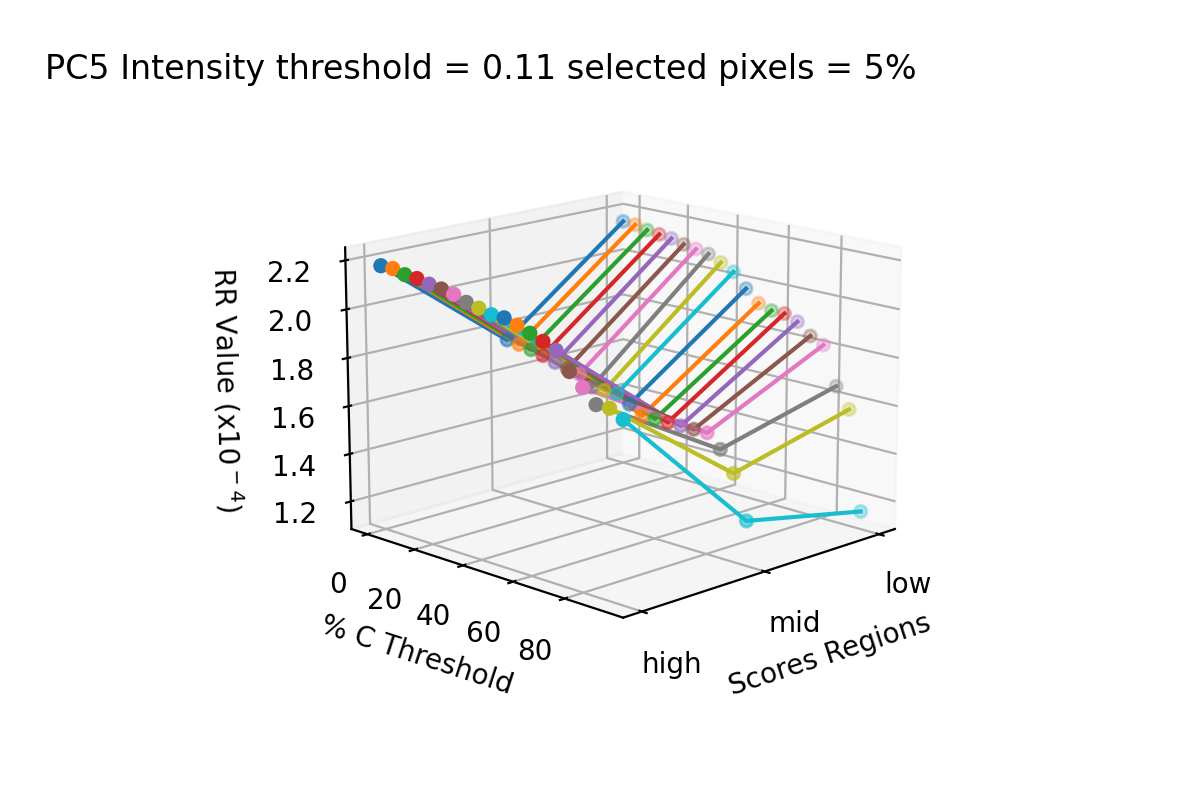 PC5 Intensity threshold = 0.11 selected pixels = 5%
RR Value (x10⁻⁴)
2.2
2.0
1.8
1.6
1.4
1.2
0
20
40
60
80
% C Threshold
high
mid
low
Scores Regions